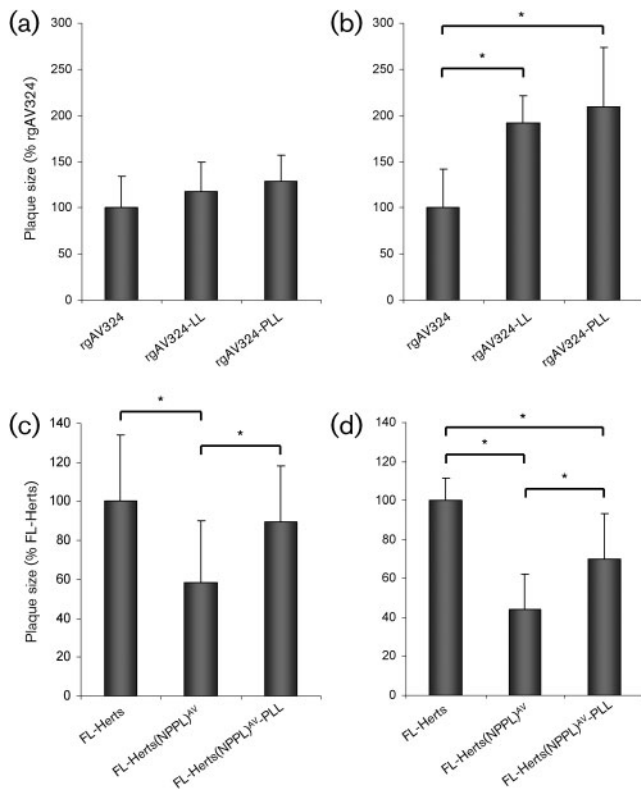 (a)
Plaque size (% rgAV324)
300
250
200
150
100
50
0
rgAV324
rgAV324-LL
rgAV324-PLL
(b)
*
*
300
250
200
150
100
50
0
rgAV324
rgAV324-LL
rgAV324-PLL
(c)
Plaque size (% FL-Herts)
*
*
140
120
100
80
60
40
20
0
FL-Herts
FL-Herts(NPPL)ᴬⱽ
FL-Herts(NPPL)ᴬⱽ-PLL
(d)
*
*
*
140
120
100
80
60
40
20
0
FL-Herts
FL-Herts(NPPL)ᴬⱽ
FL-Herts(NPPL)ᴬⱽ-PLL